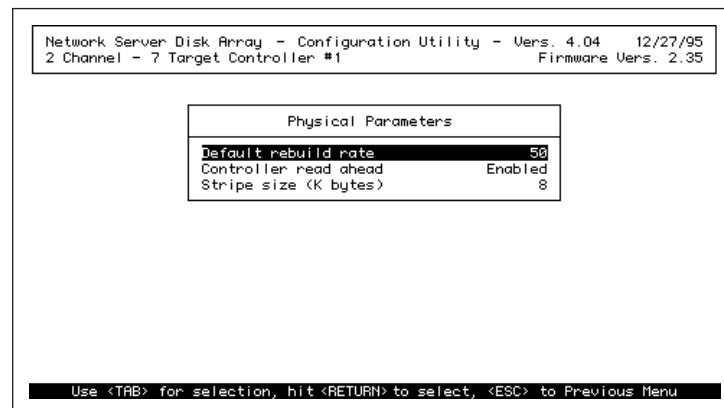 Network Server Disk Array - Configuration Utility - Vers. 4.04 12/27/95
2 Channel - 7 Target Controller #1 Firmware Vers. 2.35
Physical Parameters
Default rebuild rate 50
Controller read ahead Enabled
Stripe size (K bytes) 8
Use <TAB> for selection, hit <RETURN> to select, <ESC> to Previous Menu